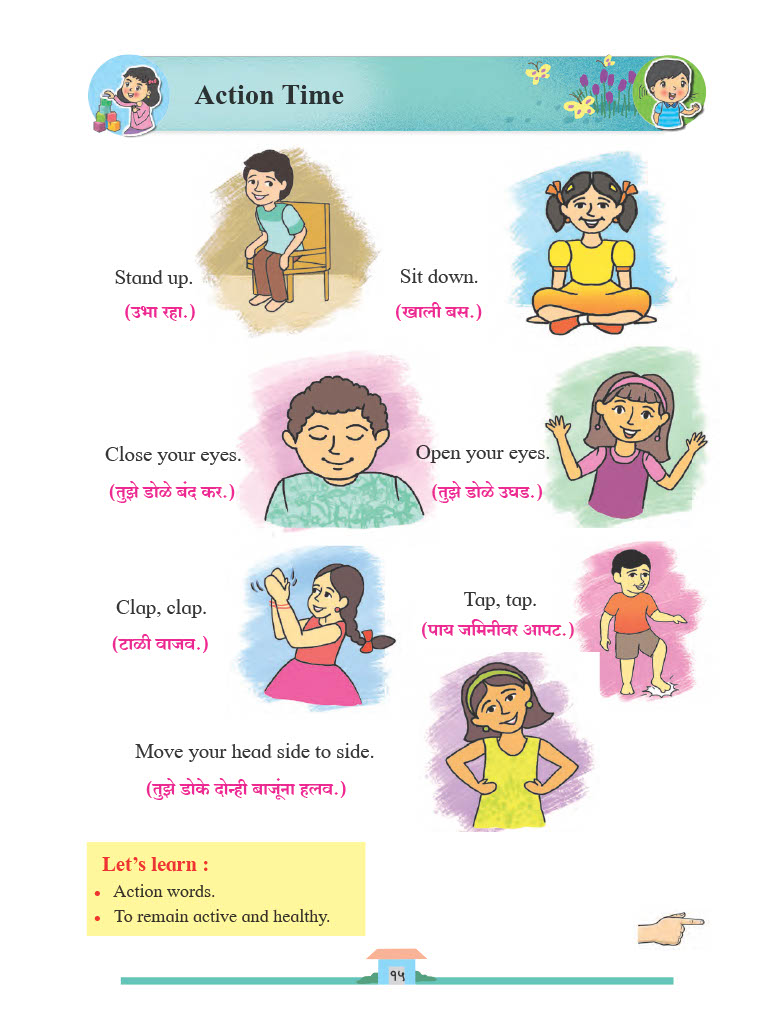 Action Time
Stand up.
(उभा रहा.)
Sit down.
(खाली बस.)
Close your eyes.
(तुझे डोळे बंद कर.)
Open your eyes.
(तुझे डोळे उघड.)
Clap, clap.
(टाळी वाजव.)
Tap, tap.
(पाय जमिनीवर आपट.)
Move your head side to side.
(तुझे डोके दोन्ही बाजूंना हलव.)
Let’s learn :
• Action words.
• To remain active and healthy.
१५